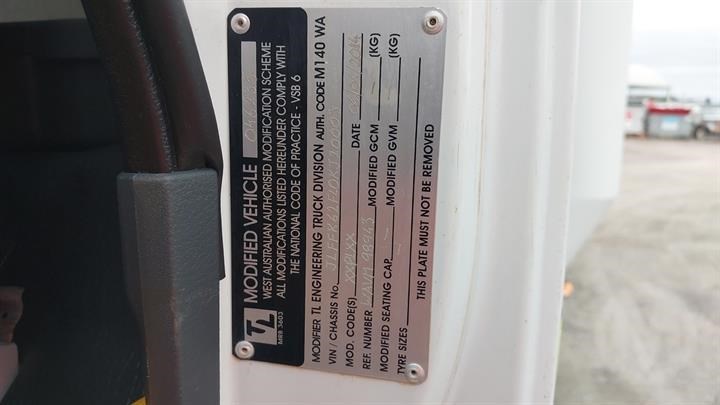 TL
MRB 3603
MODIFIED VEHICLE
WEST AUSTRALIAN AUTHORISED MODIFICATION SCHEME
ALL MODIFICATIONS LISTED HEREUNDER COMPLY WITH
THE NATIONAL CODE OF PRACTICE - VSB 6
MODIFIER TL ENGINEERING TRUCK DIVISION AUTH. CODE M140 WA
VIN / CHASSIS No.
MOD. CODE(S) DATE
REF. NUMBER MODIFIED GCM (KG)
MODIFIED SEATING CAP. MODIFIED GVM (KG)
TYRE SIZES
THIS PLATE MUST NOT BE REMOVED